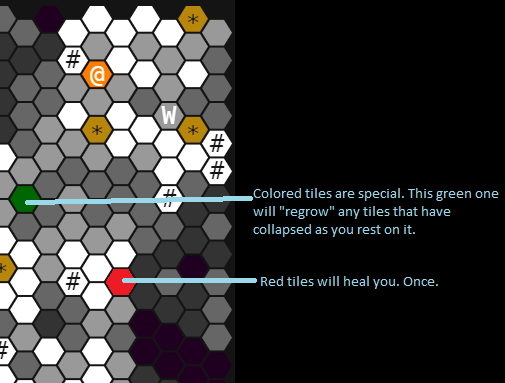 *
#
@
W
* *
#
#
#
Colored tiles are special. This green one
will "regrow" any tiles that have
collapsed as you rest on it.
*
# Red tiles will heal you. Once.
#